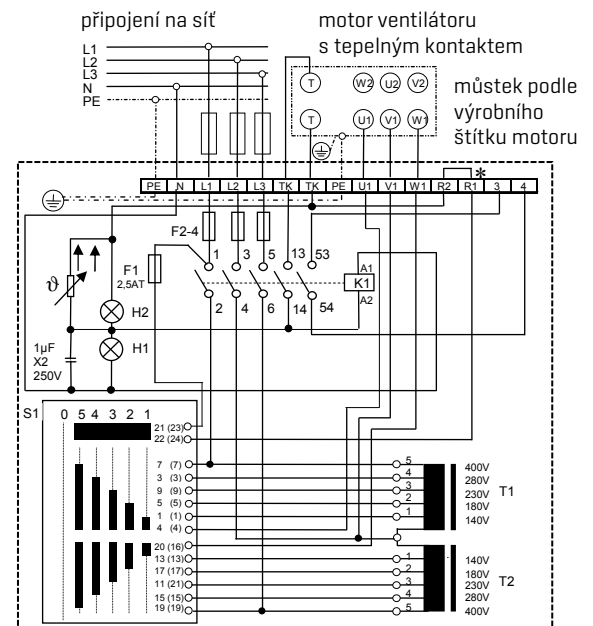 připojení na síť
motor ventilátoru
s tepelným kontaktem
L1
L2
L3
N
PE
T W2 U2 V2
T U1 V1 W1
můstek podle
výrobního
štítku motoru
PE N L1 L2 L3 TK TK PE U1 V1 W1 R2 R1 3 4
*
F2-4
F1
2,5AT
1 3 5 13 53
2 4 6 14 54
A1
K1
A2
ϑ
H2
H1
1µF
X2
250V
S1 0 5 4 3 2 1
21 (23)
22 (24)
7 (7)
3 (3)
9 (9)
5 (5)
1 (1)
4 (4)
20 (16)
13 (13)
17 (17)
11 (21)
15 (15)
19 (19)
5 400V
4 280V
3 230V T1
2 180V
1 140V
1 140V
2 180V
3 230V T2
4 280V
5 400V